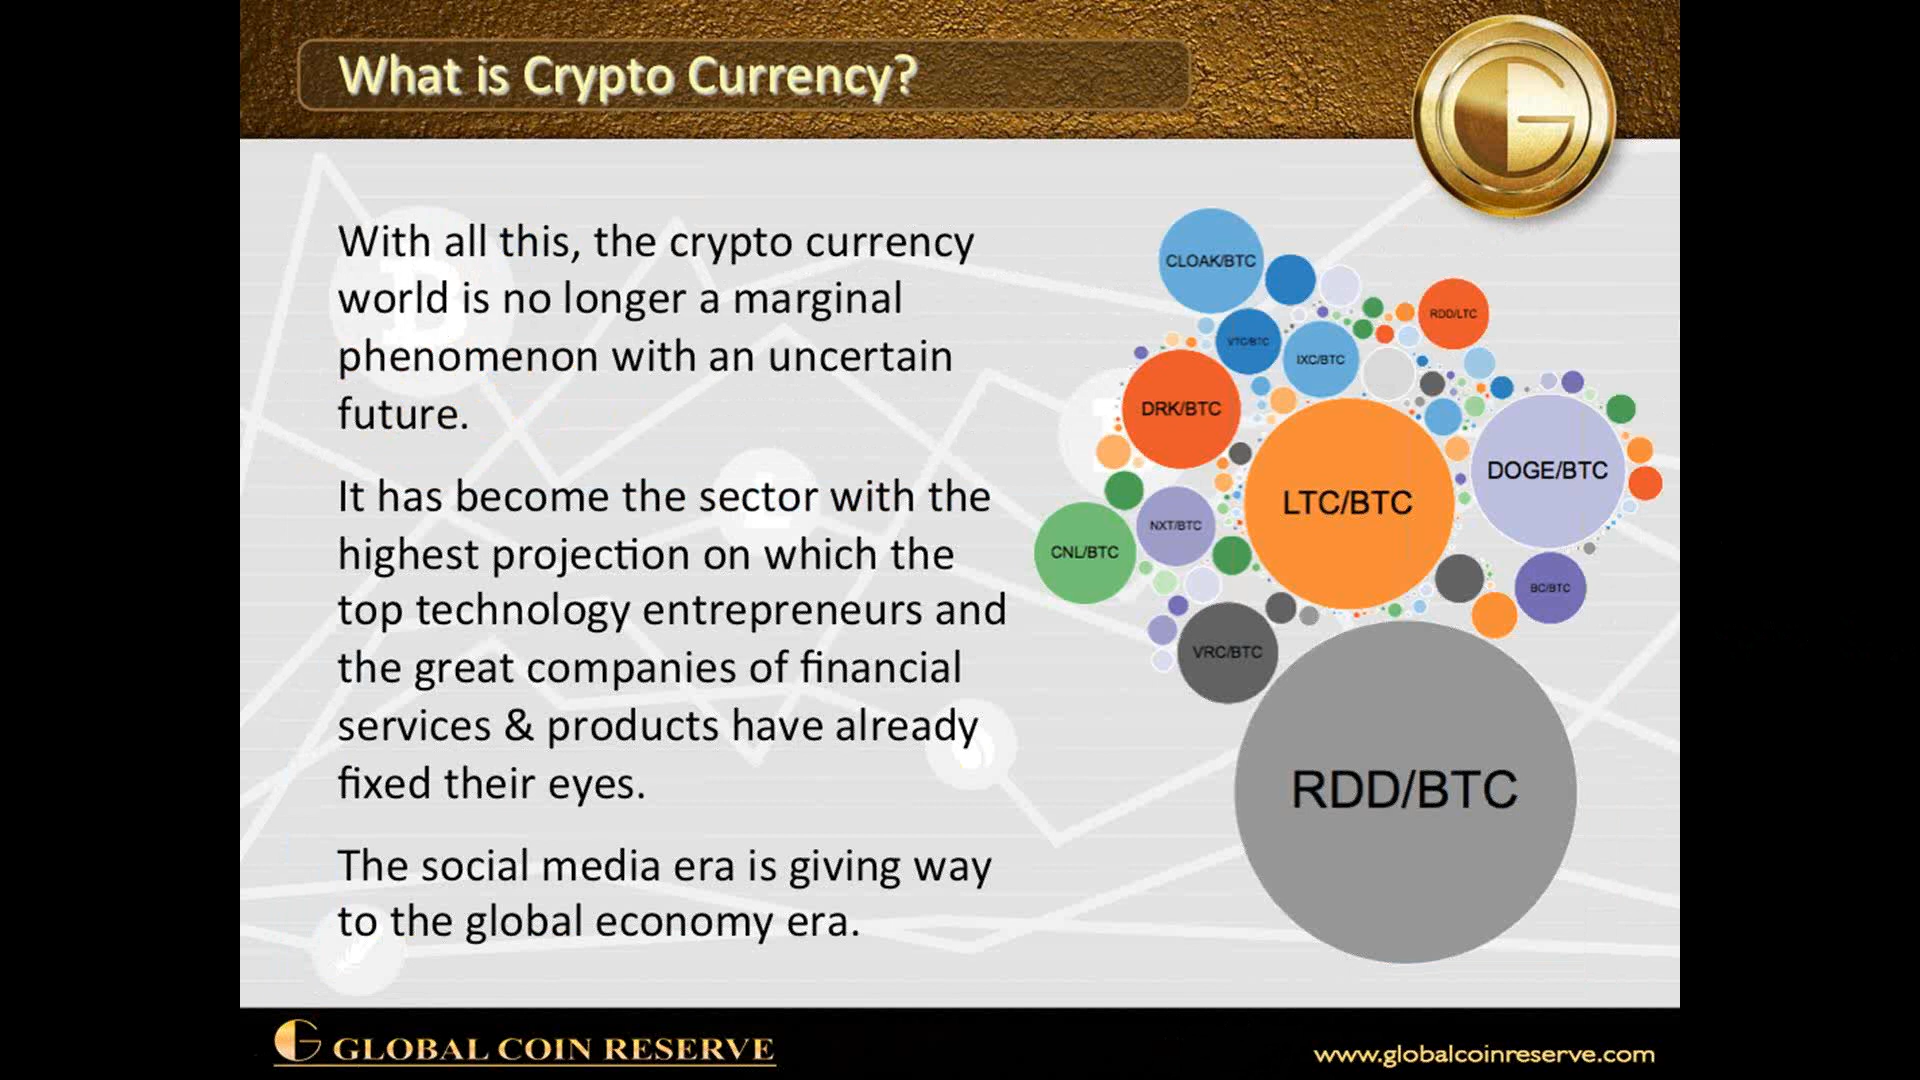 What is Crypto Currency?
With all this, the crypto currency
world is no longer a marginal
phenomenon with an uncertain
future.
It has become the sector with the
highest projection on which the
top technology entrepreneurs and
the great companies of financial
services & products have already
fixed their eyes.
The social media era is giving way
to the global economy era.
CLOAK/BTC
RDD/LTC
VTC/BTC
IXC/BTC
DRK/BTC
DOGE/BTC
LTC/BTC
NXT/BTC
CNL/BTC
BC/BTC
VRC/BTC
RDD/BTC
GLOBAL COIN RESERVE
www.globalcoinreserve.com